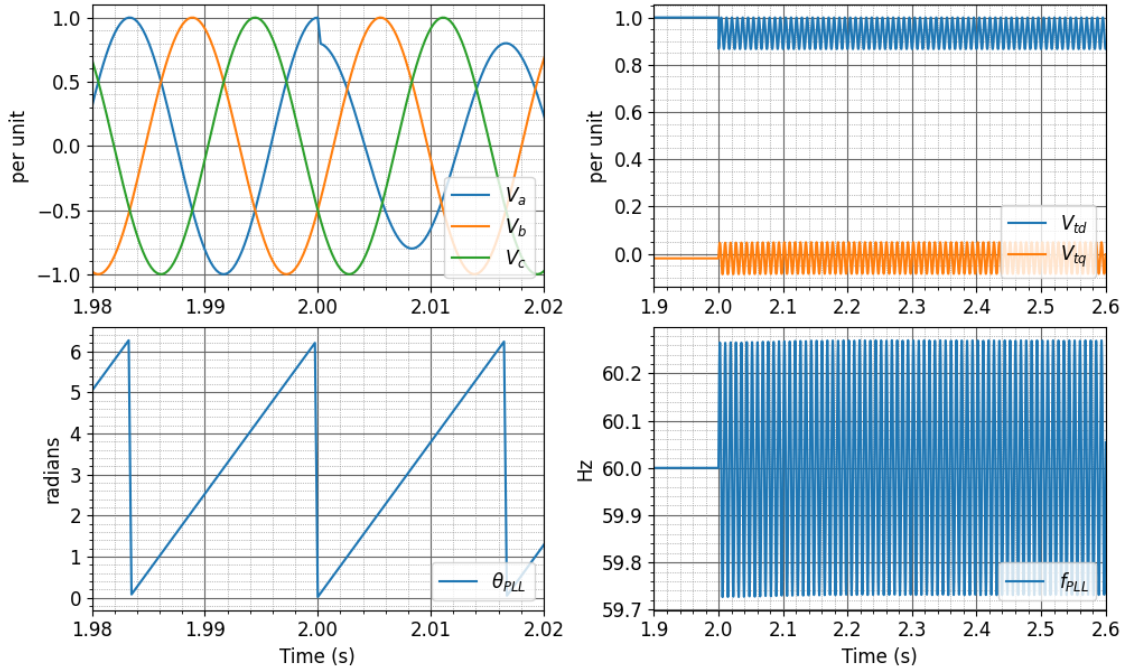 per unit
1.0
0.5
0.0
−0.5
−1.0
V_a
V_b
V_c
1.98 1.99 2.00 2.01 2.02
per unit
1.0
0.8
0.6
0.4
0.2
0.0
V_td
V_tq
1.9 2.0 2.1 2.2 2.3 2.4 2.5 2.6
radians
6
5
4
3
2
1
0
θ_PLL
1.98 1.99 2.00 2.01 2.02
Time (s)
Hz
60.2
60.1
60.0
59.9
59.8
59.7
f_PLL
1.9 2.0 2.1 2.2 2.3 2.4 2.5 2.6
Time (s)